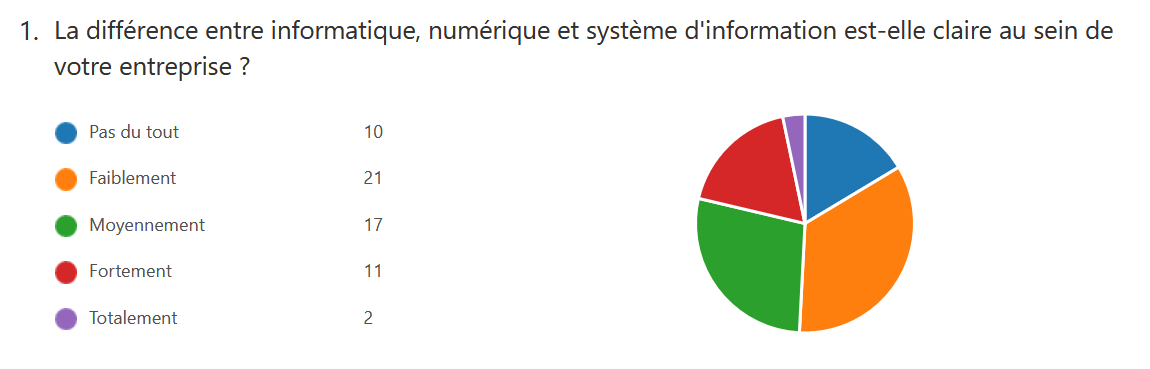 1. La différence entre informatique, numérique et système d'information est-elle claire au sein de
votre entreprise ?
Pas du tout 10
Faiblement 21
Moyennement 17
Fortement 11
Totalement 2